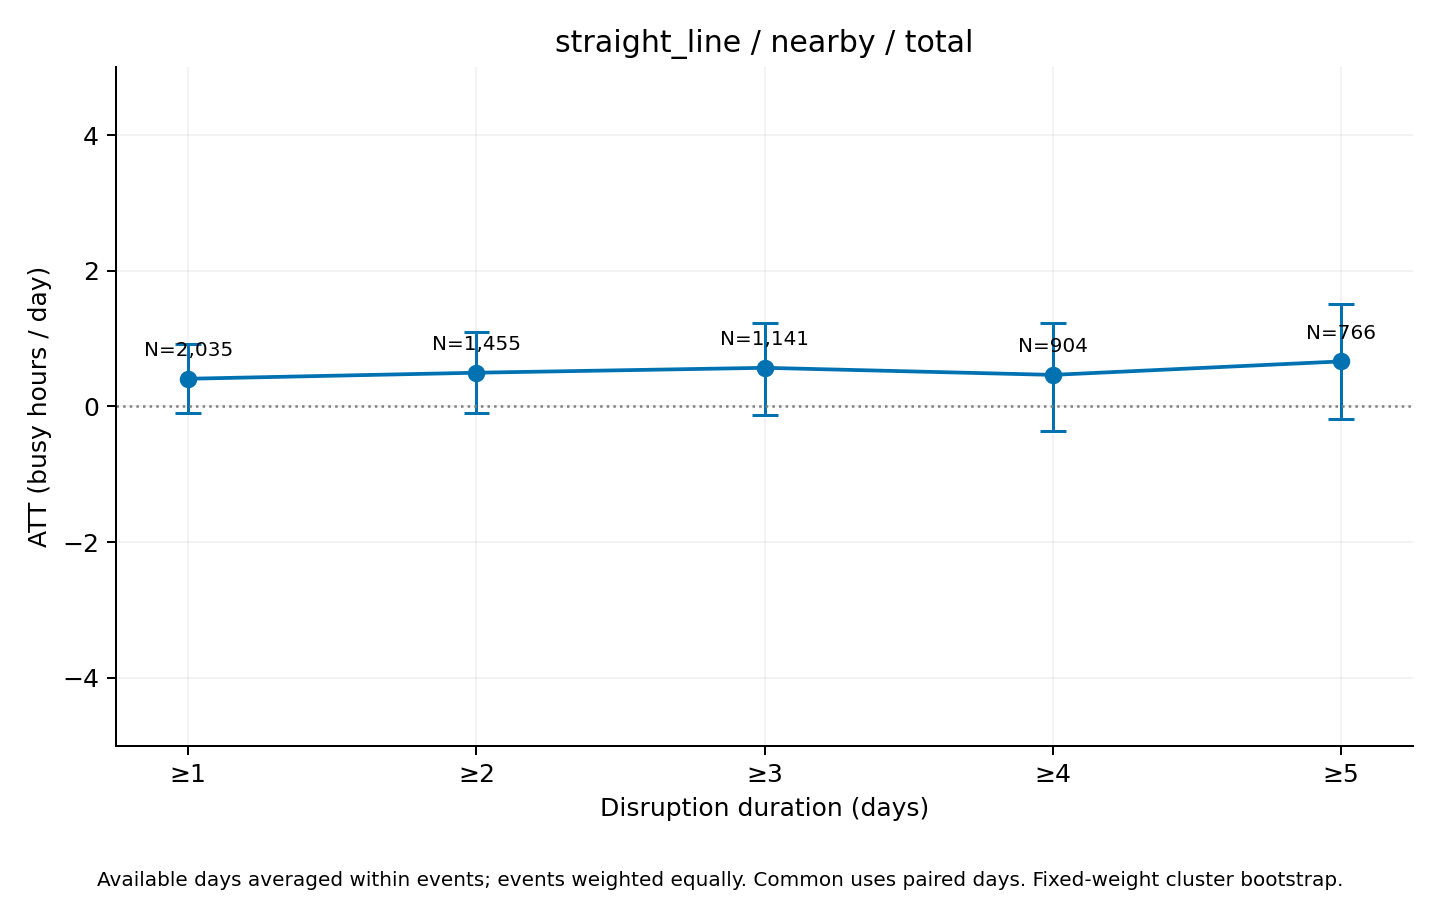 straight_line / nearby / total
ATT (busy hours / day)
4
2
0
−2
−4
N=2,035
N=1,455
N=1,141
N=904
N=766
≥1
≥2
≥3
≥4
≥5
Disruption duration (days)
Available days averaged within events; events weighted equally. Common uses paired days. Fixed-weight cluster bootstrap.